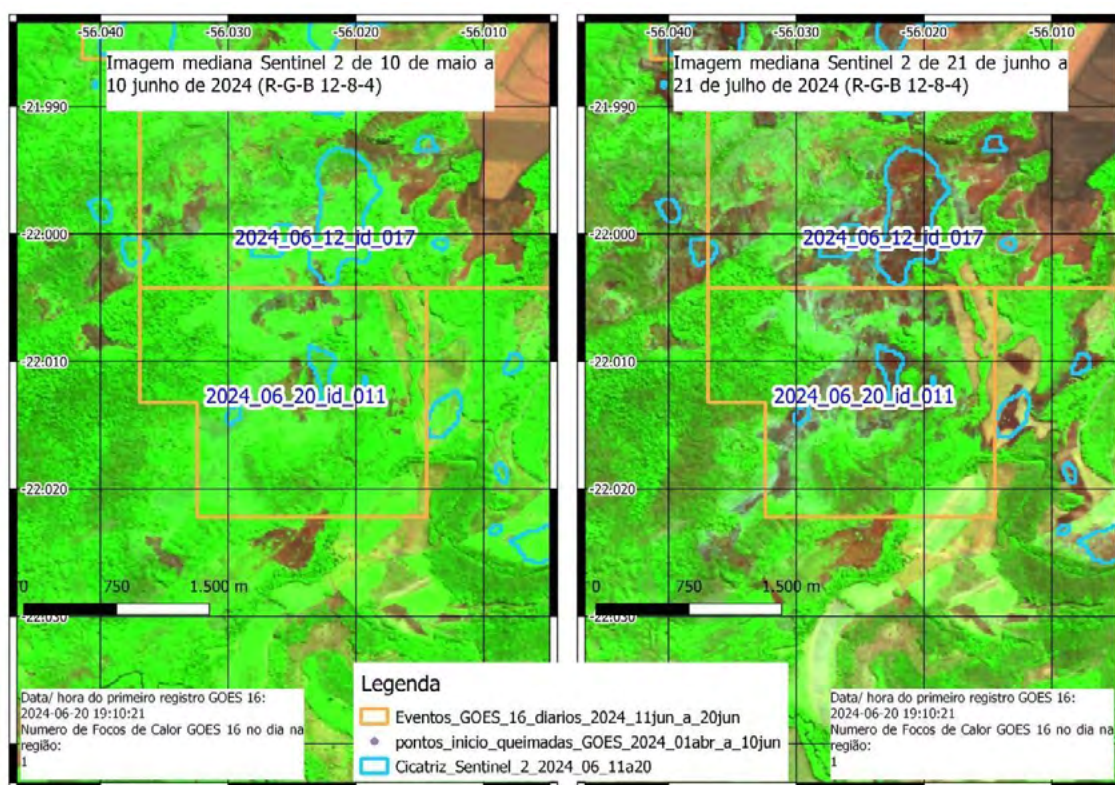 -56.040 -56.030 -56.020 -56.010
Imagem mediana Sentinel 2 de 10 de maio a
10 junho de 2024 (R-G-B 12-8-4)
-21.990
-22.000
2024_06_12_id_017
-22.010
2024_06_20_id_011
-22.020
0 750 1.500 m
-22.030
Data/ hora do primeiro registro GOES 16:
2024-06-20 19:10:21
Numero de Focos de Calor GOES 16 no dia na
região:
1
-56.040 -56.030 -56.020 -56.010
Imagem mediana Sentinel 2 de 21 de junho a
21 de julho de 2024 (R-G-B 12-8-4)
-21.990
-22.000
2024_06_12_id_017
-22.010
2024_06_20_id_011
-22.020
0 750 1.500 m
-22.030
Data/ hora do primeiro registro GOES 16:
2024-06-20 19:10:21
Numero de Focos de Calor GOES 16 no dia na
região:
1
Legenda
Eventos_GOES_16_diarios_2024_11jun_a_20jun
pontos_inicio_queimadas_GOES_2024_01abr_a_10jun
Cicatriz_Sentinel_2_2024_06_11a20